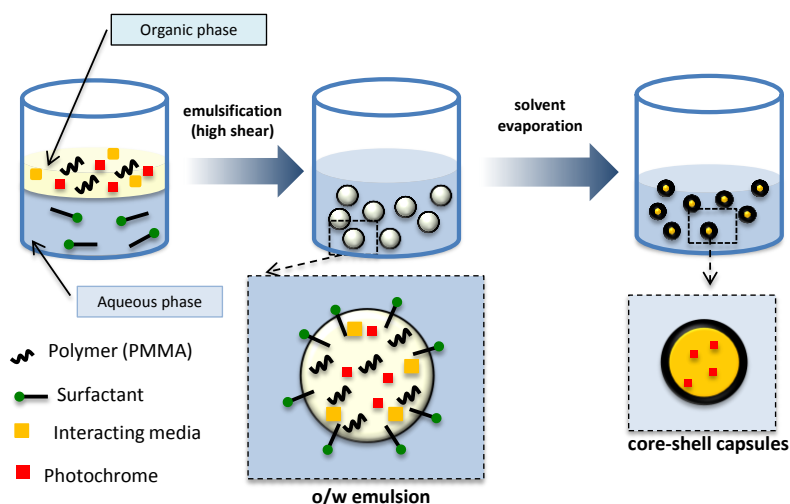 Organic phase
emulsification
(high shear)
solvent
evaporation
Aqueous phase
Polymer (PMMA)
Surfactant
Interacting media
Photochrome
o/w emulsion
core-shell capsules